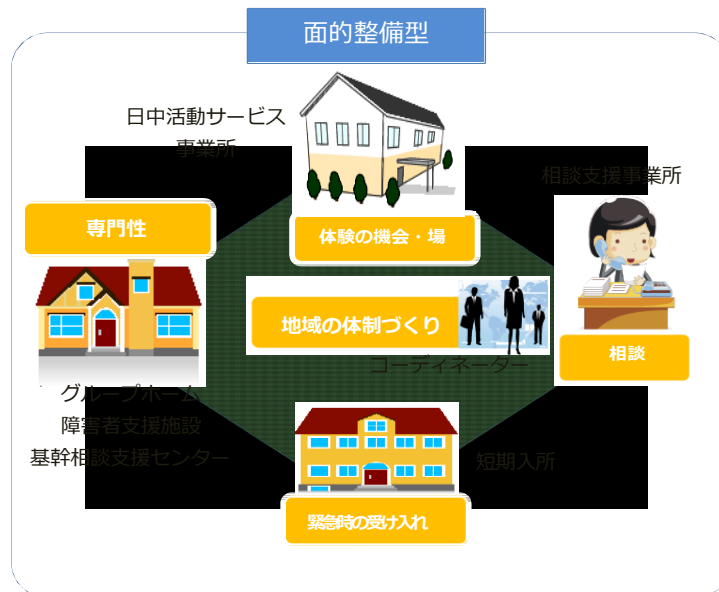 面的整備型
日中活動サービス
事業所
相談支援事業所
専門性
体験の機会・場
地域の体制づくり
コーディネーター
相談
グループホーム
障害者支援施設
基幹相談支援センター
短期入所
緊急時の受け入れ